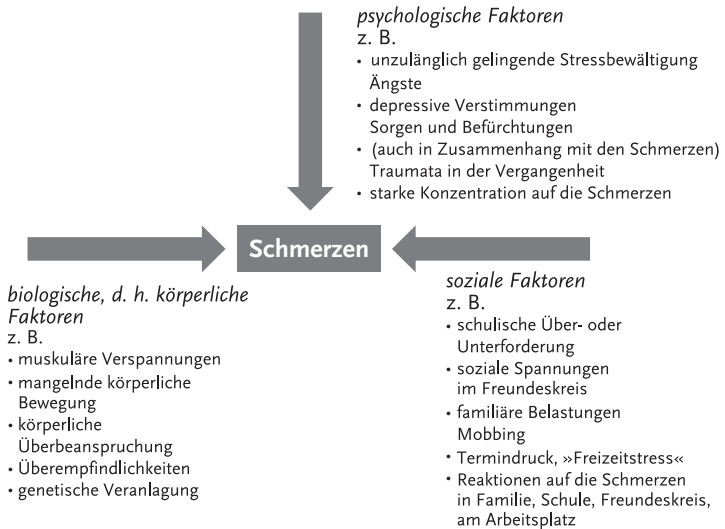 psychologische Faktoren
z. B.
• unzulänglich gelingende Stressbewältigung
Ängste
• depressive Verstimmungen
Sorgen und Befürchtungen
• (auch in Zusammenhang mit den Schmerzen)
Traumata in der Vergangenheit
• starke Konzentration auf die Schmerzen
Schmerzen
biologische, d. h. körperliche
Faktoren
z. B.
• muskuläre Verspannungen
• mangelnde körperliche
Bewegung
• körperliche
Überbeanspruchung
• Überempfindlichkeiten
• genetische Veranlagung
soziale Faktoren
z. B.
• schulische Über- oder
Unterforderung
• soziale Spannungen
im Freundeskreis
• familiäre Belastungen
Mobbing
• Termindruck, »Freizeitstress«
• Reaktionen auf die Schmerzen
in Familie, Schule, Freundeskreis,
am Arbeitsplatz